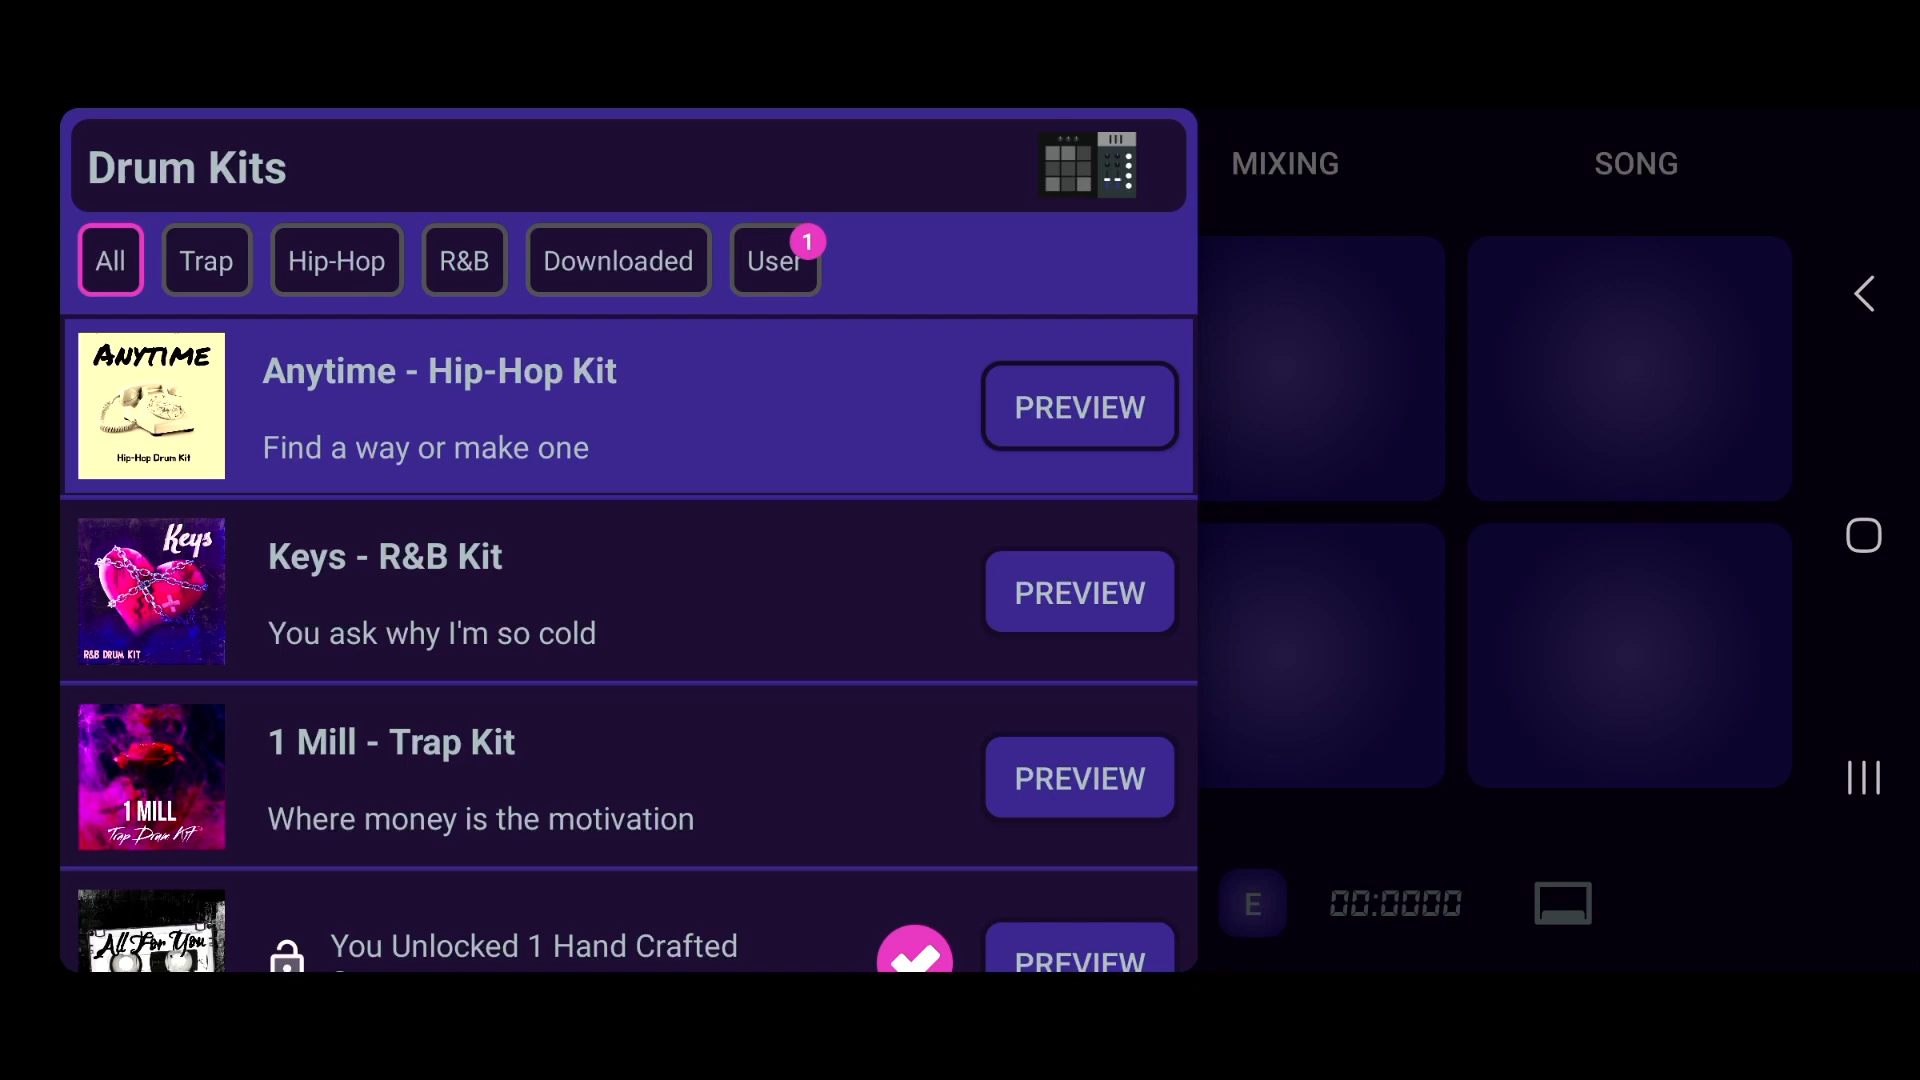 Drum Kits
MIXING
SONG
All
Trap
Hip-Hop
R&B
Downloaded
User
1
ANYTIME
Hip-Hop Drum Kit
Anytime - Hip-Hop Kit
Find a way or make one
PREVIEW
Keys
R&B DRUM KIT
Keys - R&B Kit
You ask why I'm so cold
PREVIEW
1 MILL
Trap Drum Kit
1 Mill - Trap Kit
Where money is the motivation
PREVIEW
All For You
You Unlocked 1 Hand Crafted
PREVIEW
E
00:0000